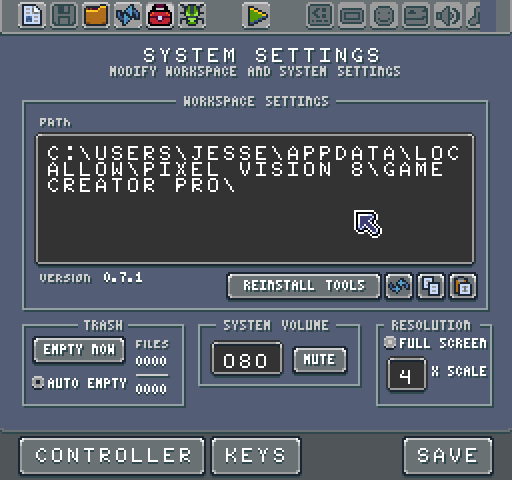 SYSTEM SETTINGS
MODIFY WORKSPACE AND SYSTEM SETTINGS
WORKSPACE SETTINGS
PATH
C:\USERS\JESSE\APPDATA\LOC
ALLOW\PIXEL VISION 8\GAME
CREATOR PRO\
VERSION 0.7.1
REINSTALL TOOLS
TRASH
EMPTY NOW
FILES
0000
AUTO EMPTY
0000
SYSTEM VOLUME
080
MUTE
RESOLUTION
FULL SCREEN
4 X SCALE
CONTROLLER
KEYS
SAVE